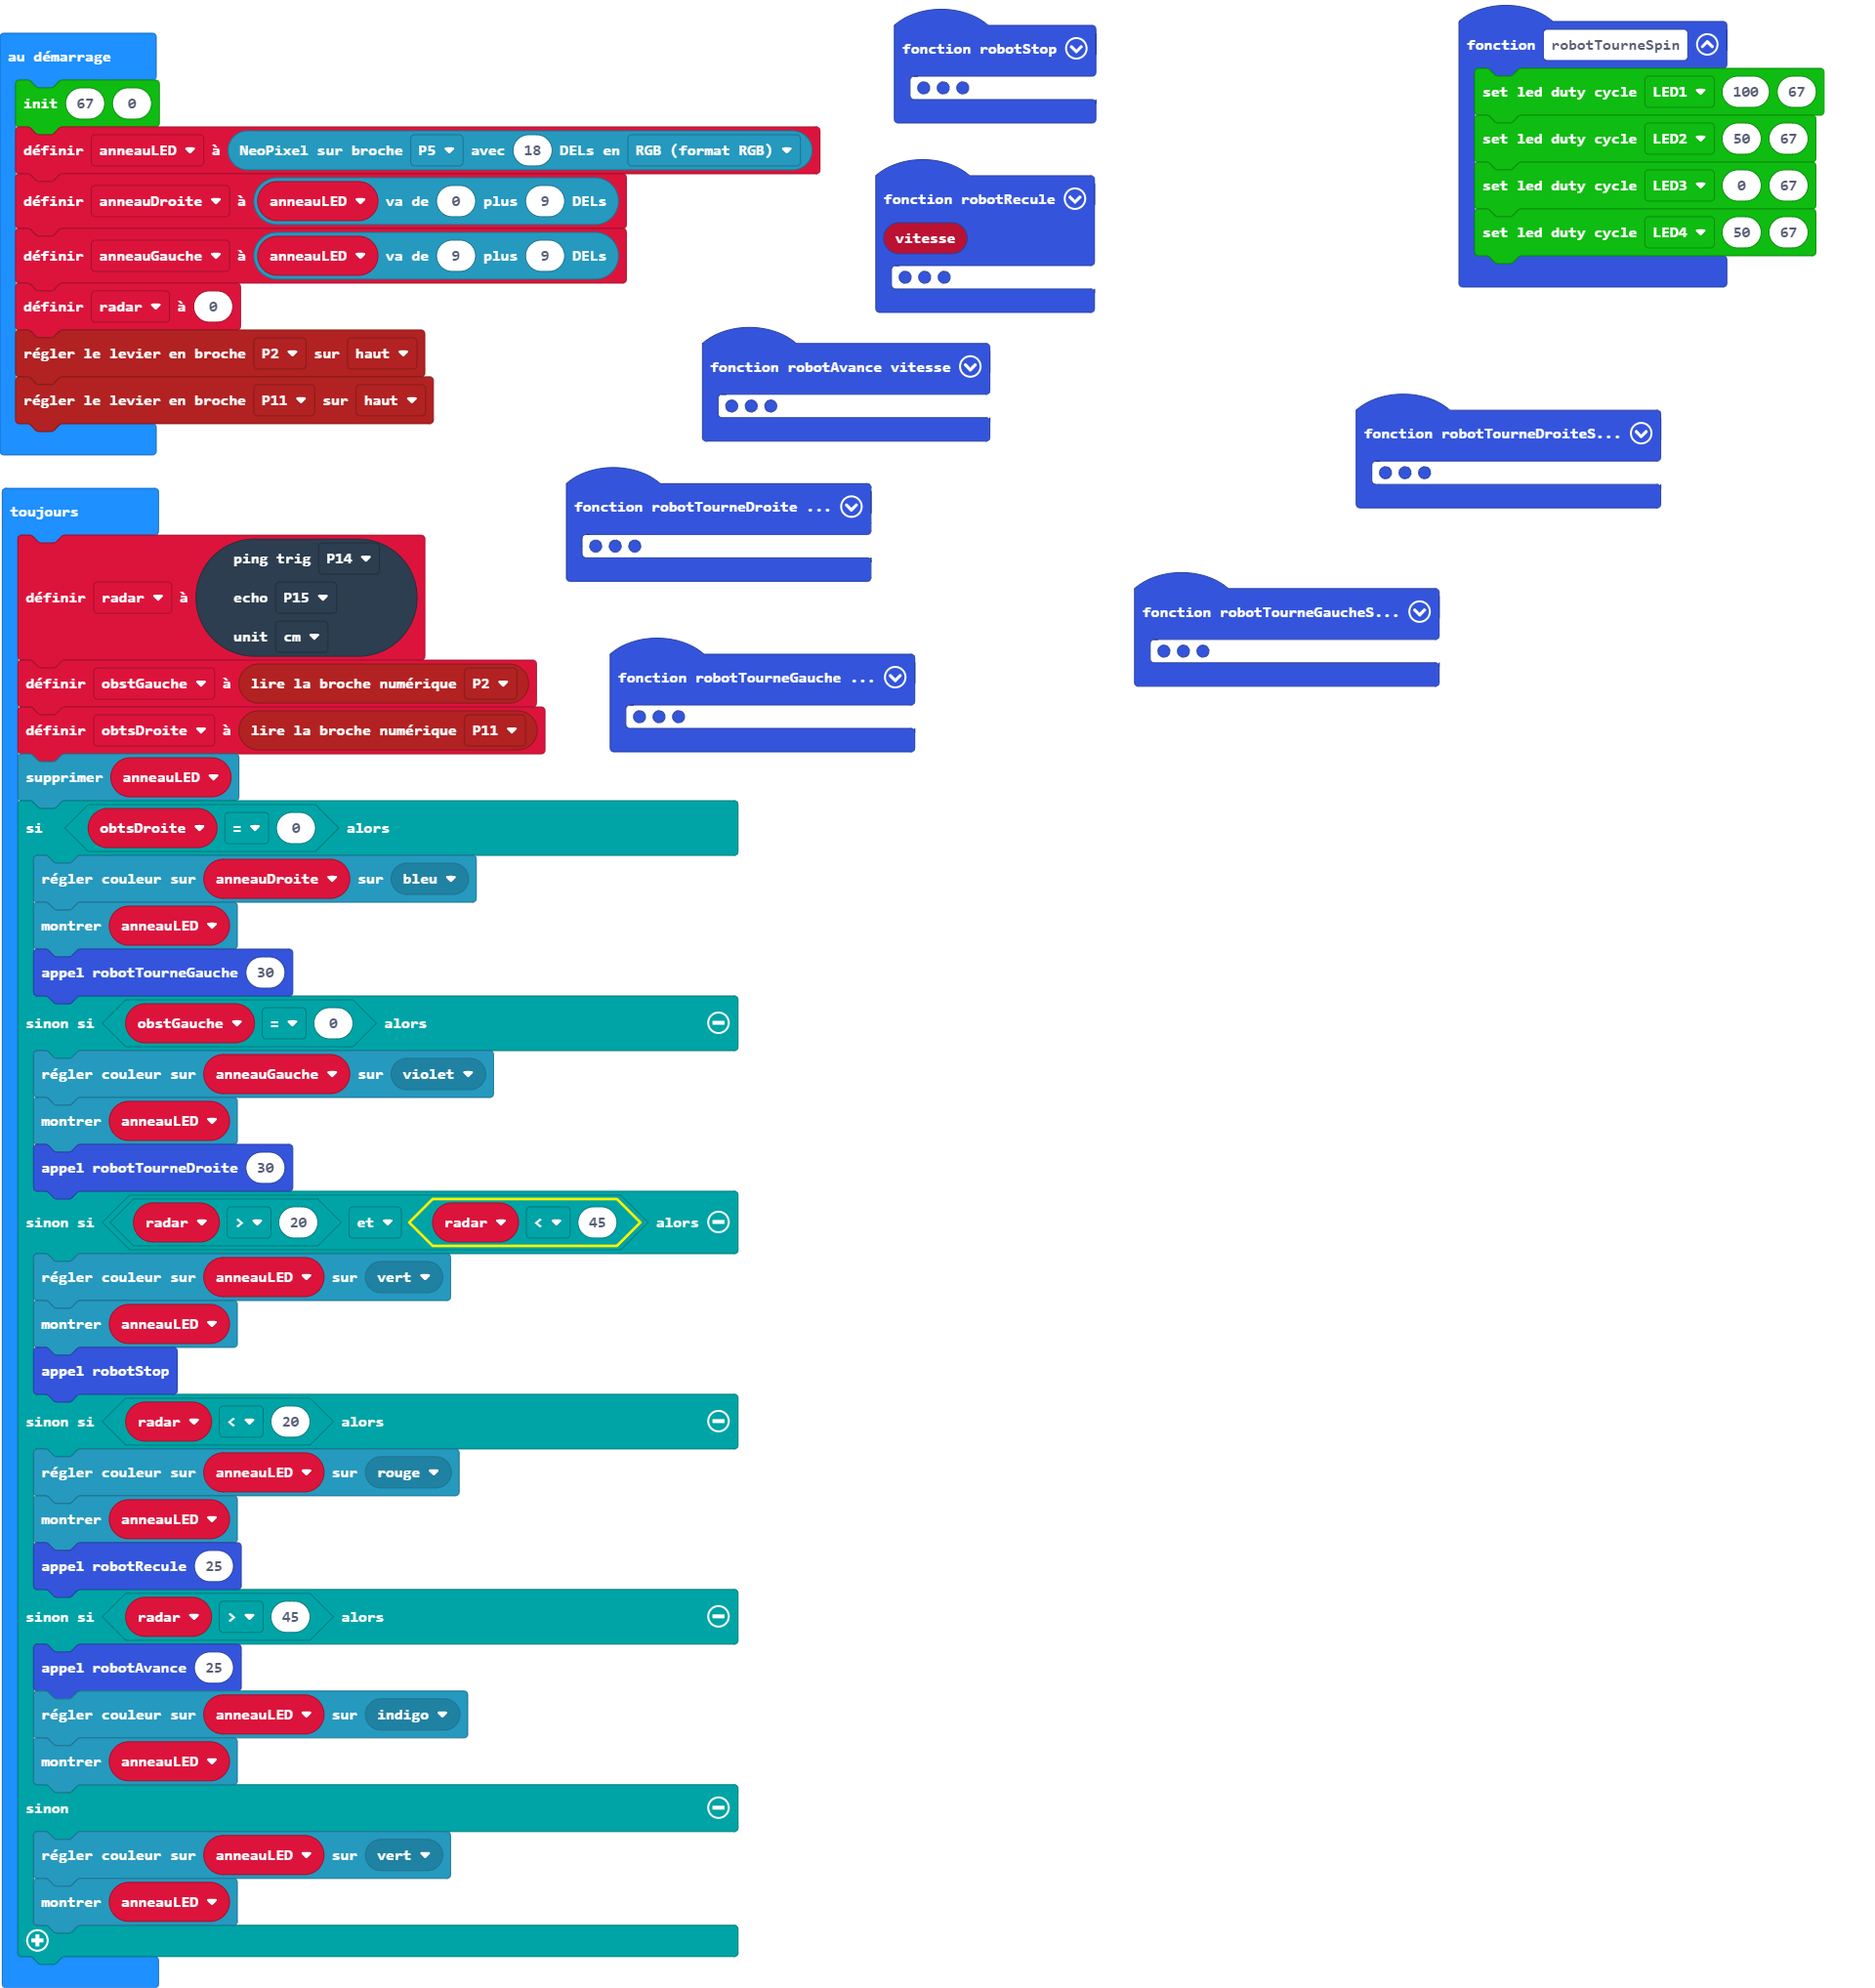 au démarrage
init 67 0
définir anneauLED à NeoPixel sur broche P5 avec 18 DELs en RGB (format RGB)
définir anneauDroite à anneauLED va de 0 plus 9 DELs
définir anneauGauche à anneauLED va de 9 plus 9 DELs
définir radar à 0
régler le levier en broche P2 sur haut
régler le levier en broche P11 sur haut
toujours
définir radar à ping trig P14
echo P15
unit cm
définir obstGauche à lire la broche numérique P2
définir obtsDroite à lire la broche numérique P11
supprimer anneauLED
si obtsDroite = 0 alors
régler couleur sur anneauDroite sur bleu
montrer anneauLED
appel robotTourneGauche 30
sinon si obstGauche = 0 alors
régler couleur sur anneauGauche sur violet
montrer anneauLED
appel robotTourneDroite 30
sinon si radar > 20 et radar < 45 alors
régler couleur sur anneauLED sur vert
montrer anneauLED
appel robotStop
sinon si radar < 20 alors
régler couleur sur anneauLED sur rouge
montrer anneauLED
appel robotRecule 25
sinon si radar > 45 alors
appel robotAvance 25
régler couleur sur anneauLED sur indigo
montrer anneauLED
sinon
régler couleur sur anneauLED sur vert
montrer anneauLED
fonction robotStop
fonction robotRecule
vitesse
fonction robotAvance vitesse
fonction robotTourneDroite ...
fonction robotTourneGauche ...
fonction robotTourneSpin
set led duty cycle LED1 100 67
set led duty cycle LED2 50 67
set led duty cycle LED3 0 67
set led duty cycle LED4 50 67
fonction robotTourneDroiteS...
fonction robotTourneGaucheS...